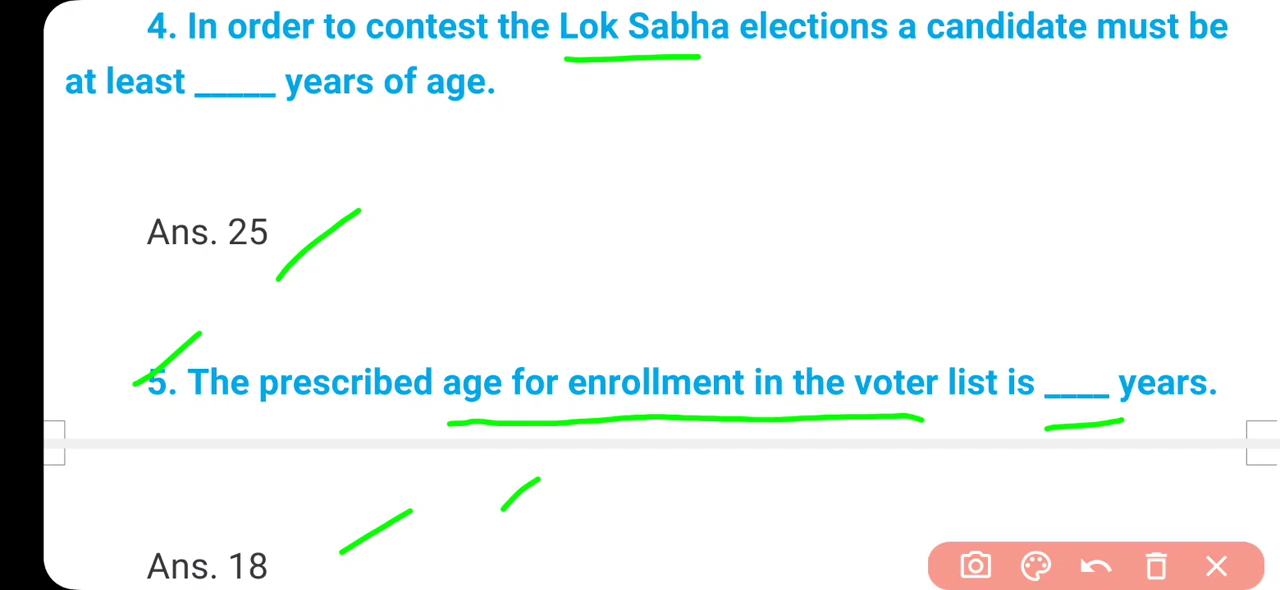 4. In order to contest the Lok Sabha elections a candidate must be
at least _____ years of age.
Ans. 25
5. The prescribed age for enrollment in the voter list is ____ years.
Ans. 18